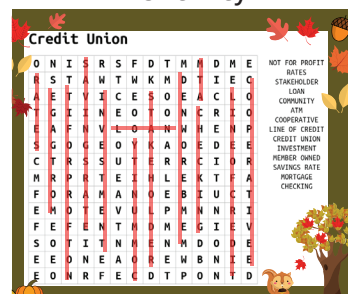 Credit Union
O N I S R S F D T M M D M E
R S T A W T W K M D T I E C
A E T V I C E S O E A C L O
T G I I N E O T O N C R I O
E A F N V L O A N W H E N P
S G O G E O Y K A O E D E E
C T R S S U T E R R C I O R
M R P R T E I H L E K T F A
F O R A M A N O E B I U C T
E M O T E V U L P M N N R I
F E F E N T M D M E G I E V
S O T I T N M E N M D O D E
E E O N E A O R E W B N I E
E O N R F E C D T P O N T D
NOT FOR PROFIT
RATES
STAKEHOLDER
LOAN
COMMUNITY
ATM
COOPERATIVE
LINE OF CREDIT
CREDIT UNION
INVESTMENT
MEMBER OWNED
SAVINGS RATE
MORTGAGE
CHECKING